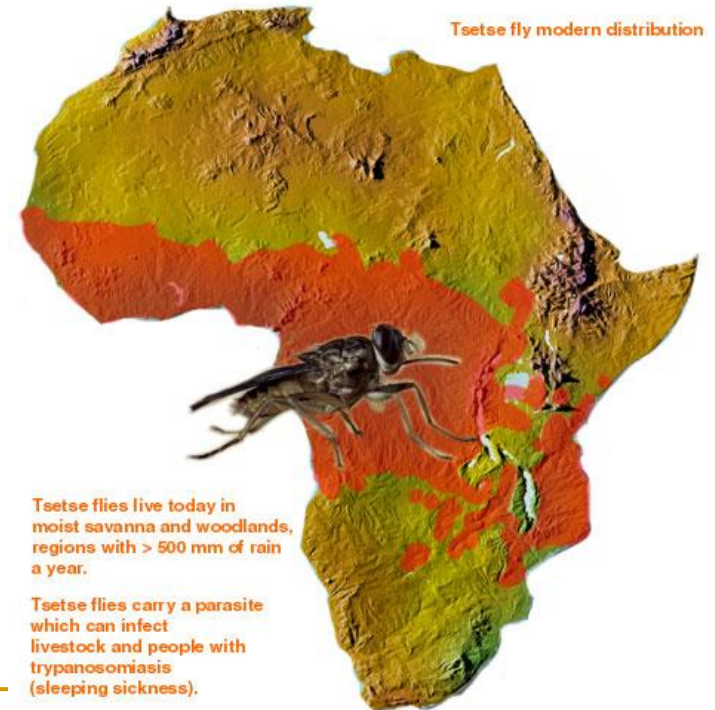 Tsetse fly modern distribution
Tsetse flies live today in
moist savanna and woodlands,
regions with > 500 mm of rain
a year.
Tsetse flies carry a parasite
which can infect
livestock and people with
trypanosomiasis
(sleeping sickness).